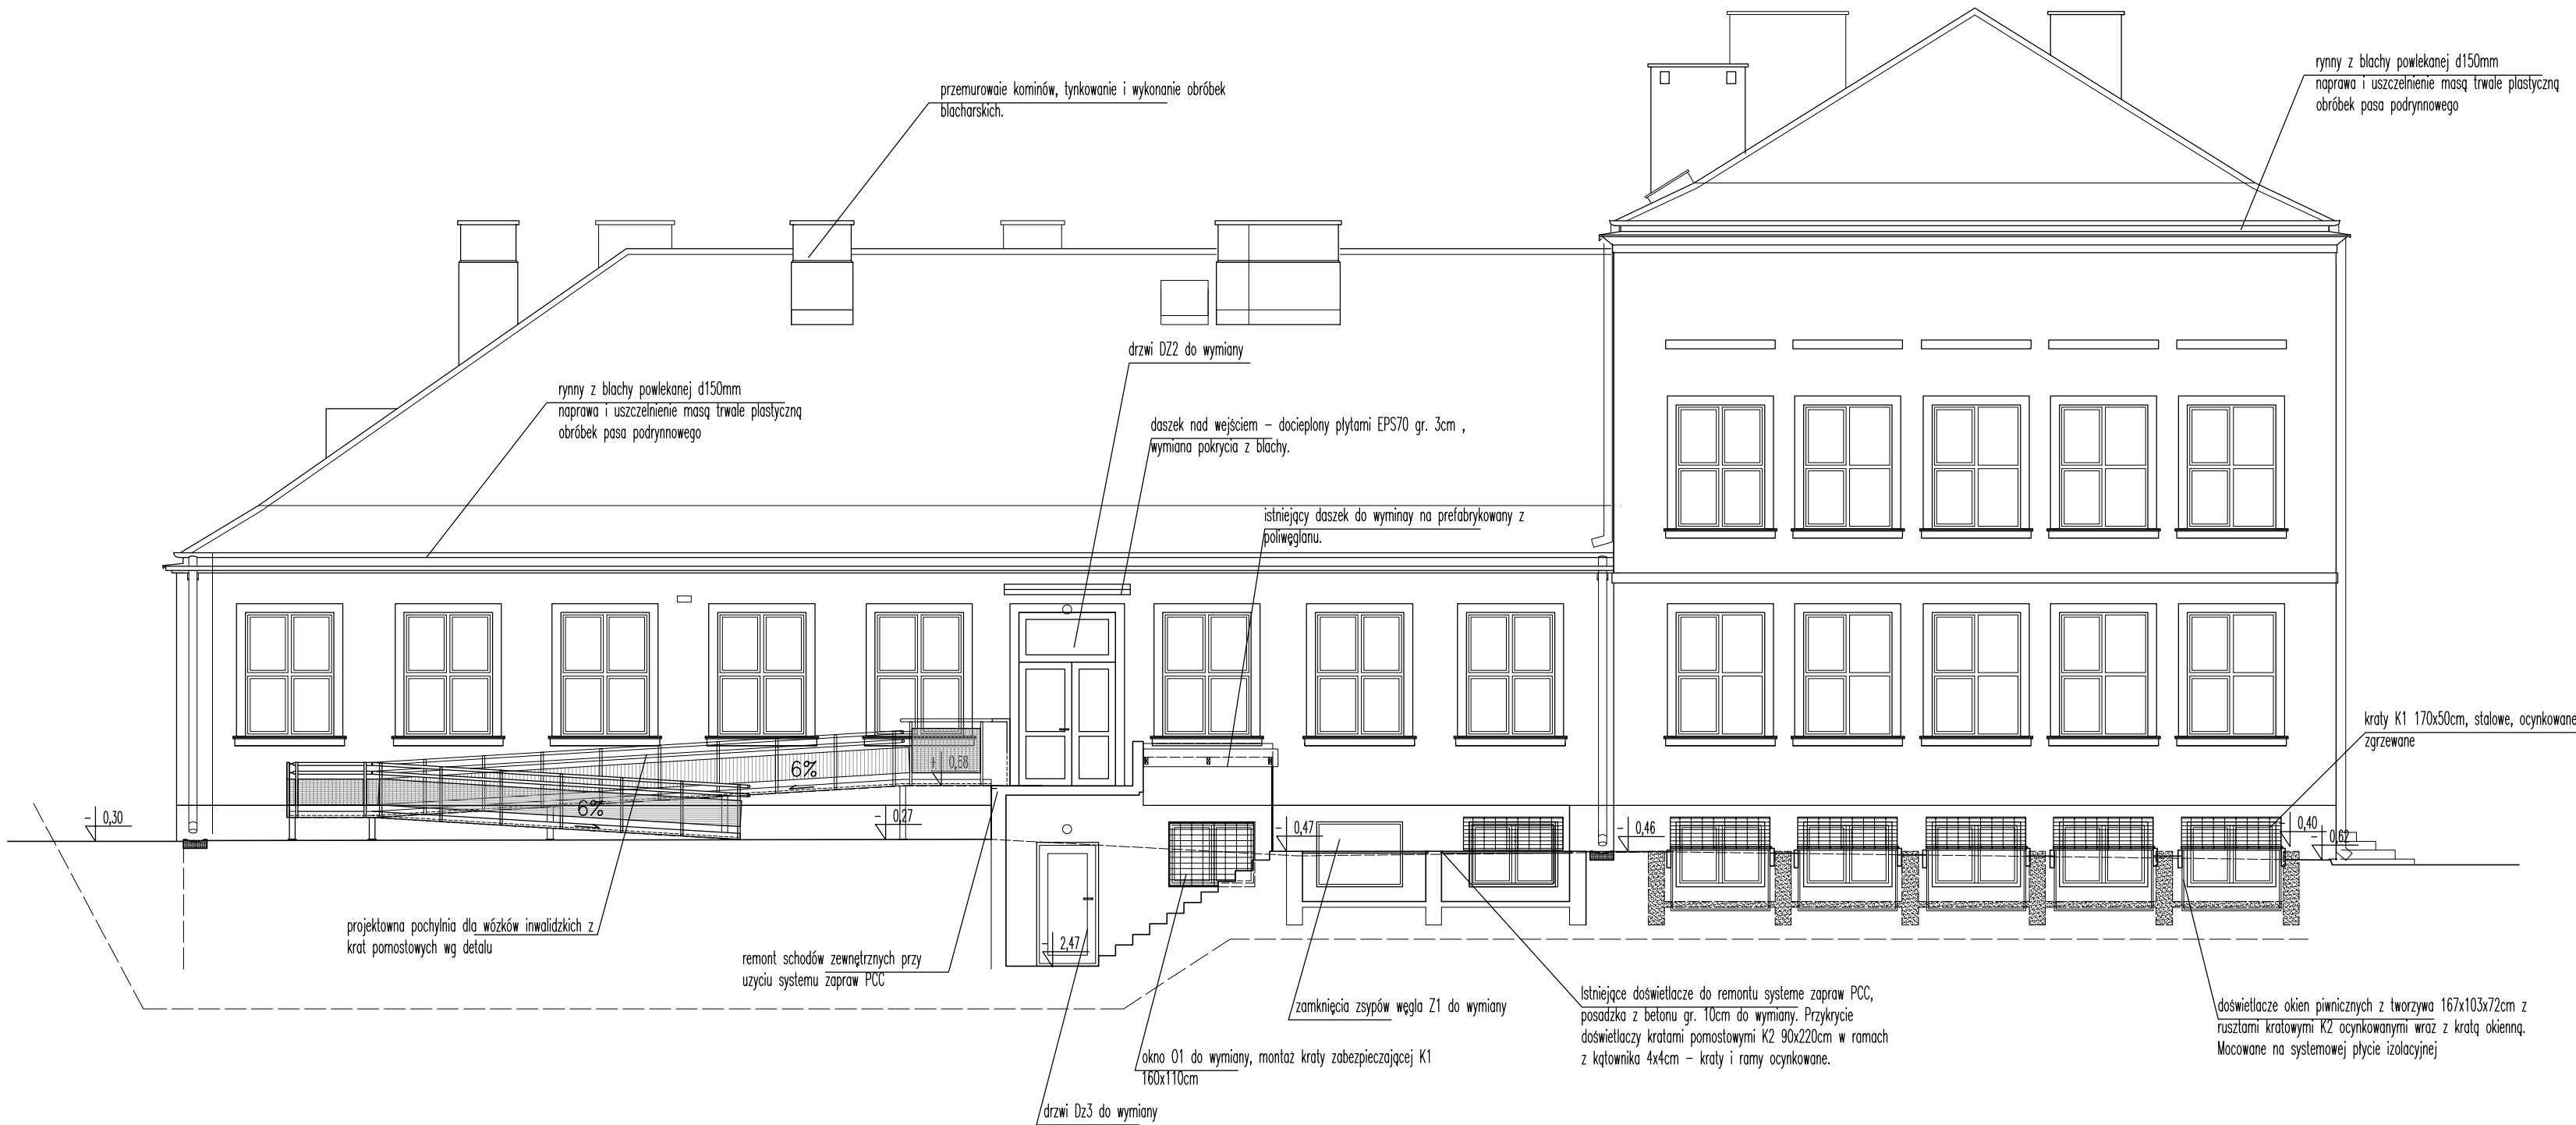 przemurowaie kominów, tynkowanie i wykonanie obróbek
blacharskich.
rynny z blachy powlekanej d150mm
naprawa i uszczelnienie masą trwale plastyczną
obróbek pasa podrynnowego
drzwi DZ2 do wymiany
rynny z blachy powlekanej d150mm
naprawa i uszczelnienie masą trwale plastyczną
obróbek pasa podrynnowego
daszek nad wejściem – docieplony płytami EPS70 gr. 3cm ,
wymiana pokrycia z blachy.
istniejący daszek do wyminay na prefabrykowany z
poliwęglanu.
kraty K1 170x50cm, stalowe, ocynkowane
zgrzewane
6%
+ 0,68
6%
- 0,30
- 0,27
- 0,47
- 0,46
- 0,40
- 0,62
- 2,47
projektowna pochylnia dla wózków inwalidzkich z
krat pomostowych wg detalu
remont schodów zewnętrznych przy
uzyciu systemu zapraw PCC
zamknięcia zsypów węgla Z1 do wymiany
Istniejące doświetlacze do remontu systeme zapraw PCC,
posadzka z betonu gr. 10cm do wymiany. Przykrycie
doświetlaczy kratami pomostowymi K2 90x220cm w ramach
z kątownika 4x4cm – kraty i ramy ocynkowane.
doświetlacze okien piwnicznych z tworzywa 167x103x72cm z
rusztami kratowymi K2 ocynkowanymi wraz z kratą okienną.
Mocowane na systemowej płycie izolacyjnej
okno O1 do wymiany, montaż kraty zabezpieczającej K1
160x110cm
drzwi Dz3 do wymiany